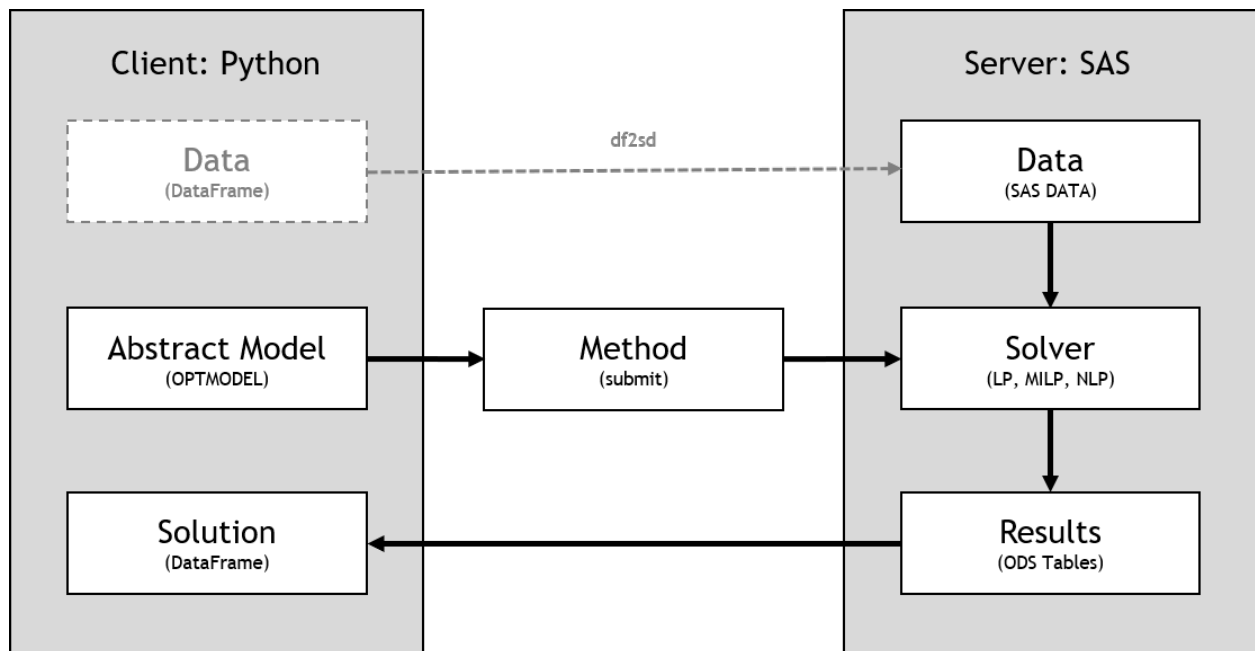 Client: Python
Server: SAS
Data
(DataFrame)
df2sd
Data
(SAS DATA)
Abstract Model
(OPTMODEL)
Method
(submit)
Solver
(LP, MILP, NLP)
Solution
(DataFrame)
Results
(ODS Tables)